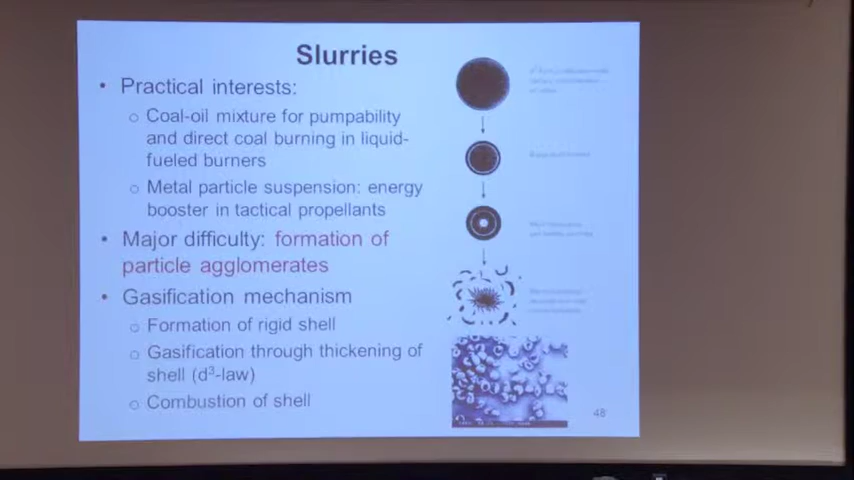 Slurries
• Practical interests:
o Coal-oil mixture for pumpability
and direct coal burning in liquid-
fueled burners
o Metal particle suspension: energy
booster in tactical propellants
• Major difficulty: formation of
particle agglomerates
• Gasification mechanism
o Formation of rigid shell
o Gasification through thickening of
shell (d³-law)
o Combustion of shell
48